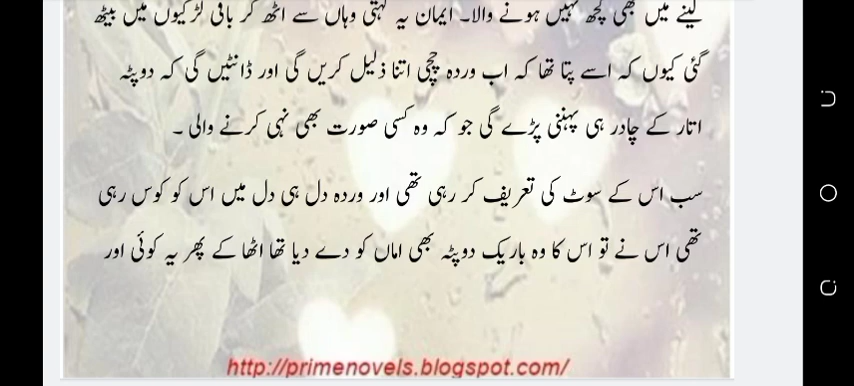 لینے میں بھی کچھ نہیں ہونے والا۔ ایمان یہ کہتی وہاں سے اٹھ کر باقی لڑکیوں میں بیٹھ
گئی کیوں کہ اسے پتا تھا کہ اب وردہ چچی اتنا ذلیل کریں گی اور ڈانٹیں گی کہ دوپٹہ
اتار کے چادر ہی پہننی پڑے گی جو کہ وہ کسی صورت بھی نہی کرنے والی ۔
سب اس کے سوٹ کی تعریف کر رہی تھی اور وردہ دل ہی دل میں اس کو کوس رہی
تھی اس نے تو اس کا وہ باریک دوپٹہ بھی اماں کو دے دیا تھا اٹھا کے پھر یہ کوئی اور
http://primenovels.blogspot.com/